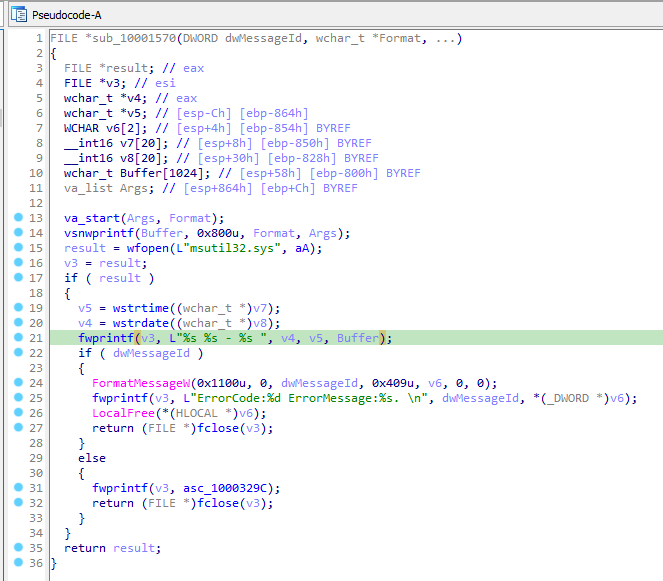 Pseudocode-A
1 FILE *sub_10001570(DWORD dwMessageId, wchar_t *Format, ...)
2 {
3 FILE *result; // eax
4 FILE *v3; // esi
5 wchar_t *v4; // eax
6 wchar_t *v5; // [esp-Ch] [ebp-864h]
7 WCHAR v6[2]; // [esp+4h] [ebp-854h] BYREF
8 __int16 v7[20]; // [esp+8h] [ebp-850h] BYREF
9 __int16 v8[20]; // [esp+30h] [ebp-828h] BYREF
10 wchar_t Buffer[1024]; // [esp+58h] [ebp-800h] BYREF
11 va_list Args; // [esp+864h] [ebp+Ch] BYREF
12
13 va_start(Args, Format);
14 vsnwprintf(Buffer, 0x800u, Format, Args);
15 result = wfopen(L"msutil32.sys", aA);
16 v3 = result;
17 if ( result )
18 {
19 v5 = wstrtime((wchar_t *)v7);
20 v4 = wstrdate((wchar_t *)v8);
21 fwprintf(v3, L"%s %s - %s ", v4, v5, Buffer);
22 if ( dwMessageId )
23 {
24 FormatMessageW(0x1100u, 0, dwMessageId, 0x409u, v6, 0, 0);
25 fwprintf(v3, L"ErrorCode:%d ErrorMessage:%s. \n", dwMessageId, *(_DWORD *)v6);
26 LocalFree(*(HLOCAL *)v6);
27 return (FILE *)fclose(v3);
28 }
29 else
30 {
31 fwprintf(v3, asc_1000329C);
32 return (FILE *)fclose(v3);
33 }
34 }
35 return result;
36 }